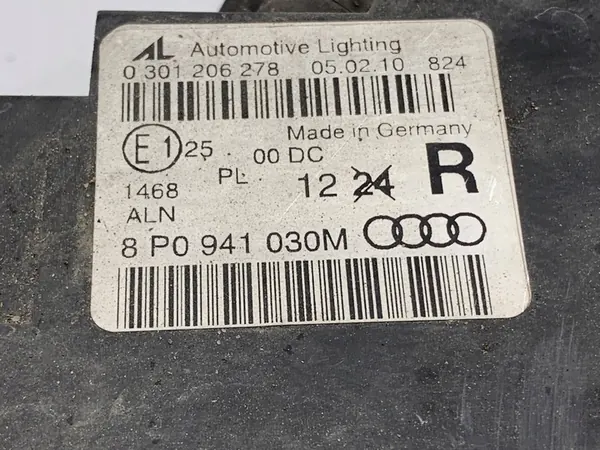 AL Automotive Lighting
0 301 206 278 05.02.10 824
Made in Germany
E1 25 00 DC
1468 PL 12 24 R
ALN
8 P0 941 030M